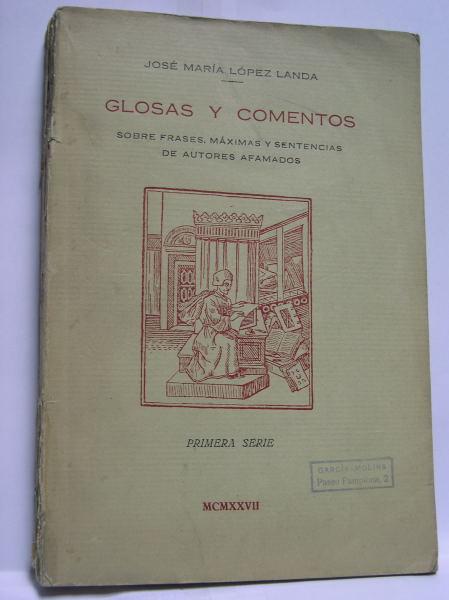 JOSÉ MARÍA LÓPEZ LANDA
GLOSAS Y COMENTOS
SOBRE FRASES, MÁXIMAS Y SENTENCIAS
DE AUTORES AFAMADOS
PRIMERA SERIE
GARCÍA-MOLINA
Paseo Pamplona, 2
MCMXXVII